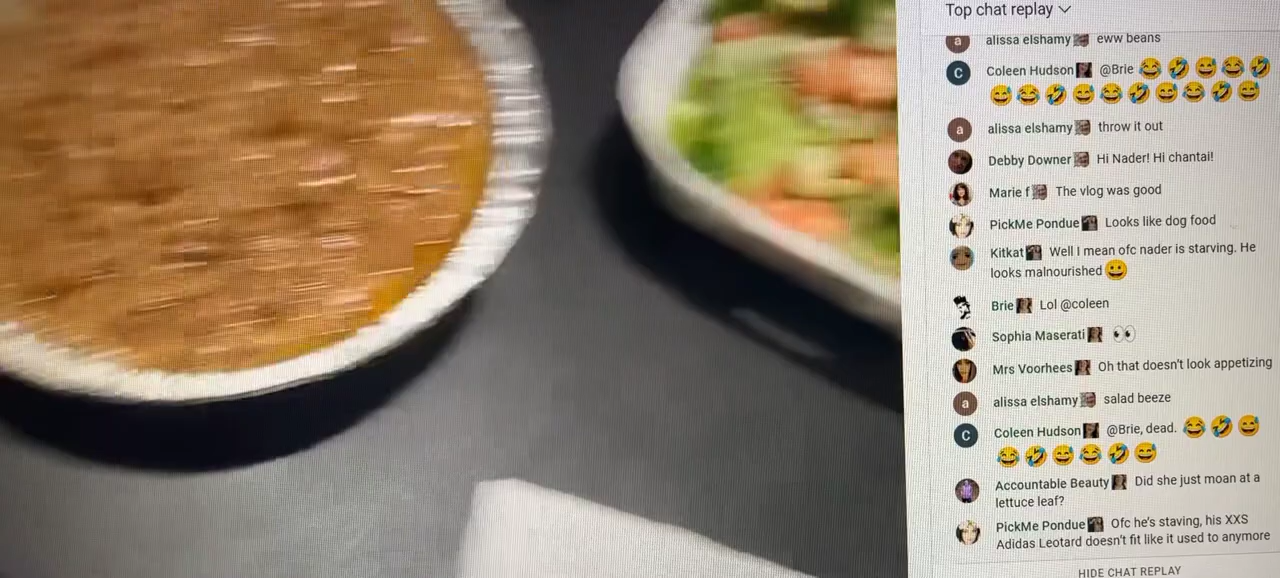 Top chat replay
alissa elshamy eww beans
Coleen Hudson @Brie 😂🤣😅😂🤣
😅😂🤣😅😂🤣😅😂🤣😅
alissa elshamy throw it out
Debby Downer Hi Nader! Hi chantai!
Marie f The vlog was good
PickMe Pondue Looks like dog food
Kitkat Well I mean ofc nader is starving. He
looks malnourished 😀
Brie Lol @coleen
Sophia Maserati 👀
Mrs Voorhees Oh that doesn't look appetizing
alissa elshamy salad beeze
Coleen Hudson @Brie, dead. 😂🤣😅
😂🤣😅😂🤣😅
Accountable Beauty Did she just moan at a
lettuce leaf?
PickMe Pondue Ofc he's staving, his XXS
Adidas Leotard doesn't fit like it used to anymore
HIDE CHAT REPLAY